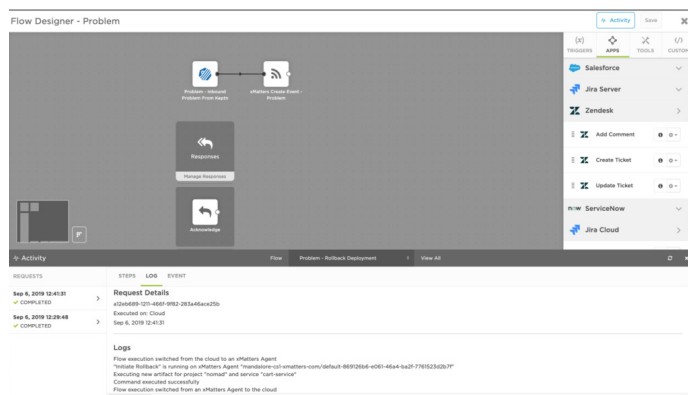 Flow Designer - Problem
Activity
Save
(x)
TRIGGERS
APPS
TOOLS
(/)
CUSTOM
Salesforce
Jira Server
Zendesk
Add Comment
Create Ticket
Update Ticket
now ServiceNow
Jira Cloud
Problem - Inbound
Problem From Repto
xMatters Create Event -
Problem
Responses
Manage Responses
Acknowledge
Activity
Flow
Problem - Rollback Deployment
View All
REQUESTS
STEPS LOG EVENT
Sep 6, 2019 12:41:31
COMPLETED
Sep 6, 2019 12:29:48
COMPLETED
Request Details
a12eb689-1211-466f-9f82-283a46ace25b
Executed on: Cloud
Sep 6, 2019 12:41:31
Logs
Flow execution switched from the cloud to an xMatters Agent
"Initiate Rollback" is running on xMatters Agent "mandalore-cs1-xmatters-com/default-869126b6-e061-46a4-ba2f-7761523d2b7f"
Executing new artifact for project "nomad" and service "cart-service"
Command executed successfully
Flow execution switched from an xMatters Agent to the cloud